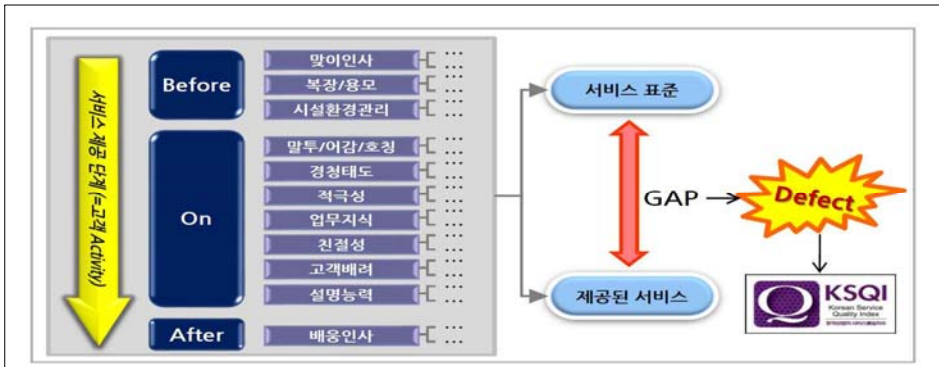 서비스 제공 단계 (=고객 Activity)
Before
맞이인사
복장/용모
시설환경관리
On
말투/어감/호칭
경청태도
적극성
업무지식
친절성
고객배려
설명능력
After
배웅인사
서비스 표준
GAP
Defect
제공된 서비스
KSQI
Korean Service
Quality Index